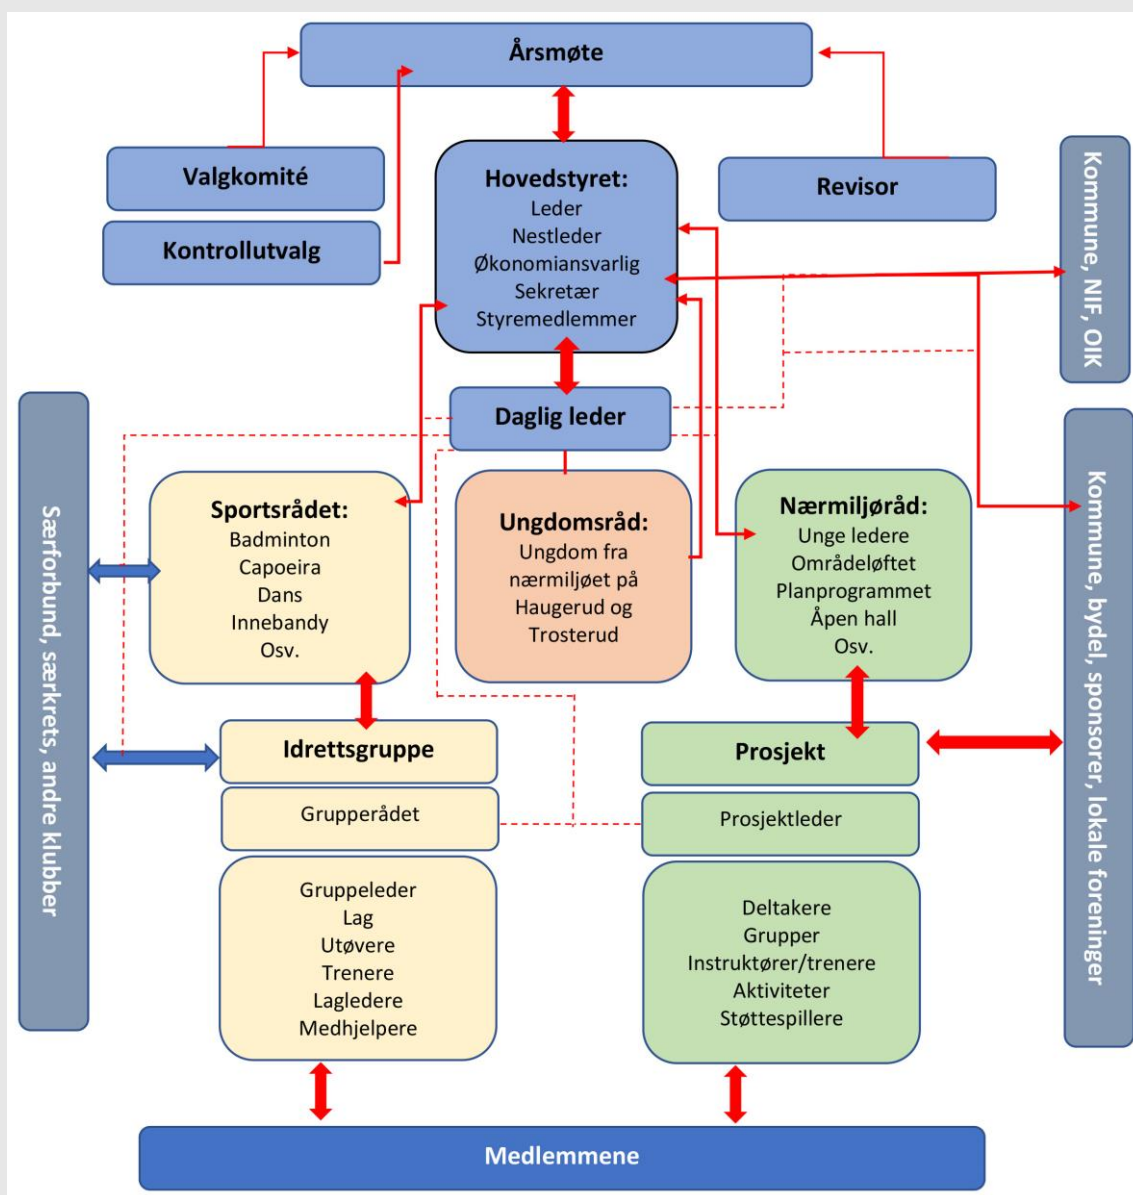 Årsmøte
Valgkomité
Kontrollutvalg
Hovedstyret:
Leder
Nestleder
Økonomiansvarlig
Sekretær
Styremedlemmer
Revisor
Kommune, NIF, OIK
Daglig leder
Særforbund, særkrets, andre klubber
Sportsrådet:
Badminton
Capoeira
Dans
Innebandy
Osv.
Ungdomsråd:
Ungdom fra
nærmiljøet på
Haugerud og
Trosterud
Nærmiljøråd:
Unge ledere
Områdeløftet
Planprogrammet
Åpen hall
Osv.
Kommune, bydel, sponsorer, lokale foreninger
Idrettsgruppe
Grupperådet
Gruppeleder
Lag
Utøvere
Trenere
Lagledere
Medhjelpere
Prosjekt
Prosjektleder
Deltakere
Grupper
Instruktører/trenere
Aktiviteter
Støttespillere
Medlemmene